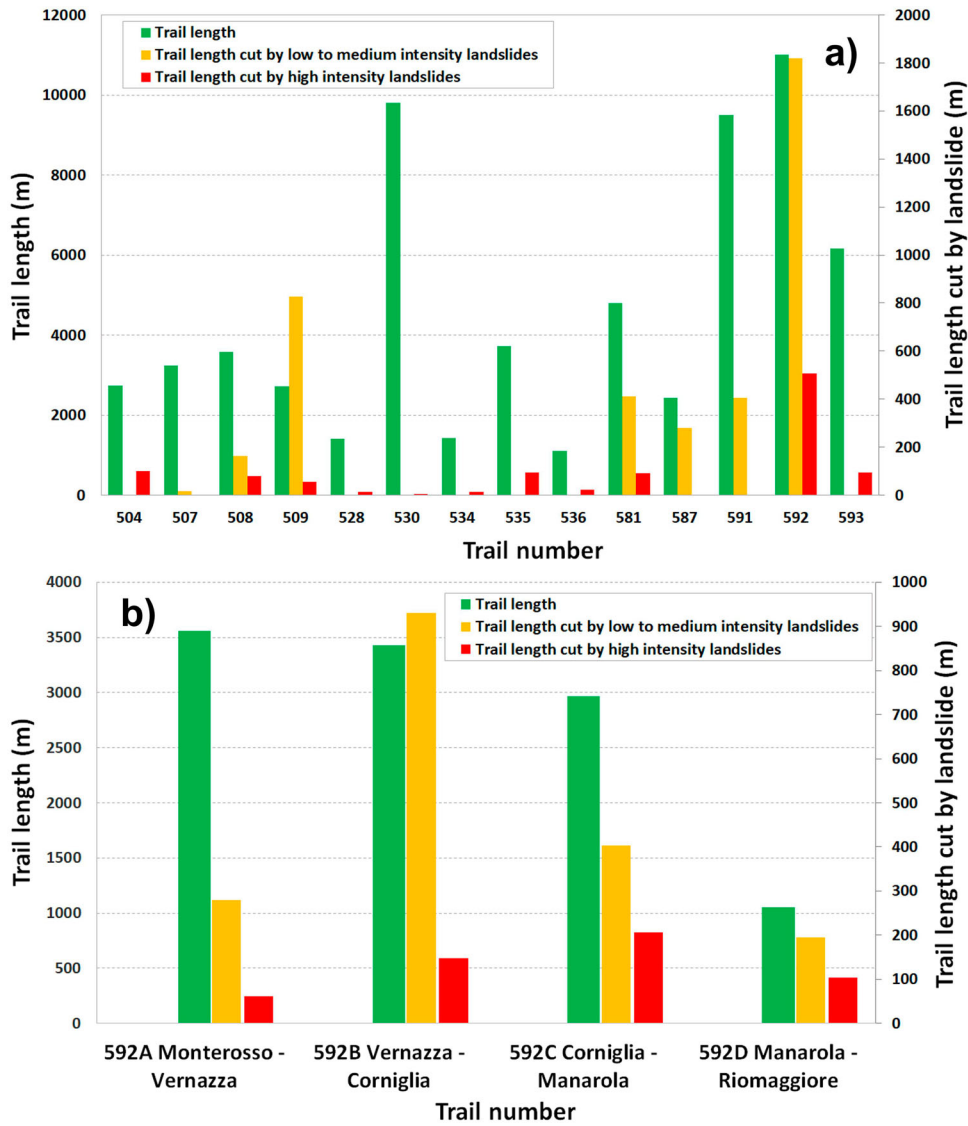 12000
10000
8000
6000
4000
2000
0
Trail length (m)
Trail length
Trail length cut by low to medium intensity landslides
Trail length cut by high intensity landslides
a)
2000
1800
1600
1400
1200
1000
800
600
400
200
0
Trail length cut by landslide (m)
504 507 508 509 528 530 534 535 536 581 587 591 592 593
Trail number
4000
3500
3000
2500
2000
1500
1000
500
0
Trail length (m)
b)
Trail length
Trail length cut by low to medium intensity landslides
Trail length cut by high intensity landslides
1000
900
800
700
600
500
400
300
200
100
0
Trail length cut by landslide (m)
592A Monterosso -
Vernazza
592B Vernazza -
Corniglia
592C Corniglia -
Manarola
592D Manarola -
Riomaggiore
Trail number